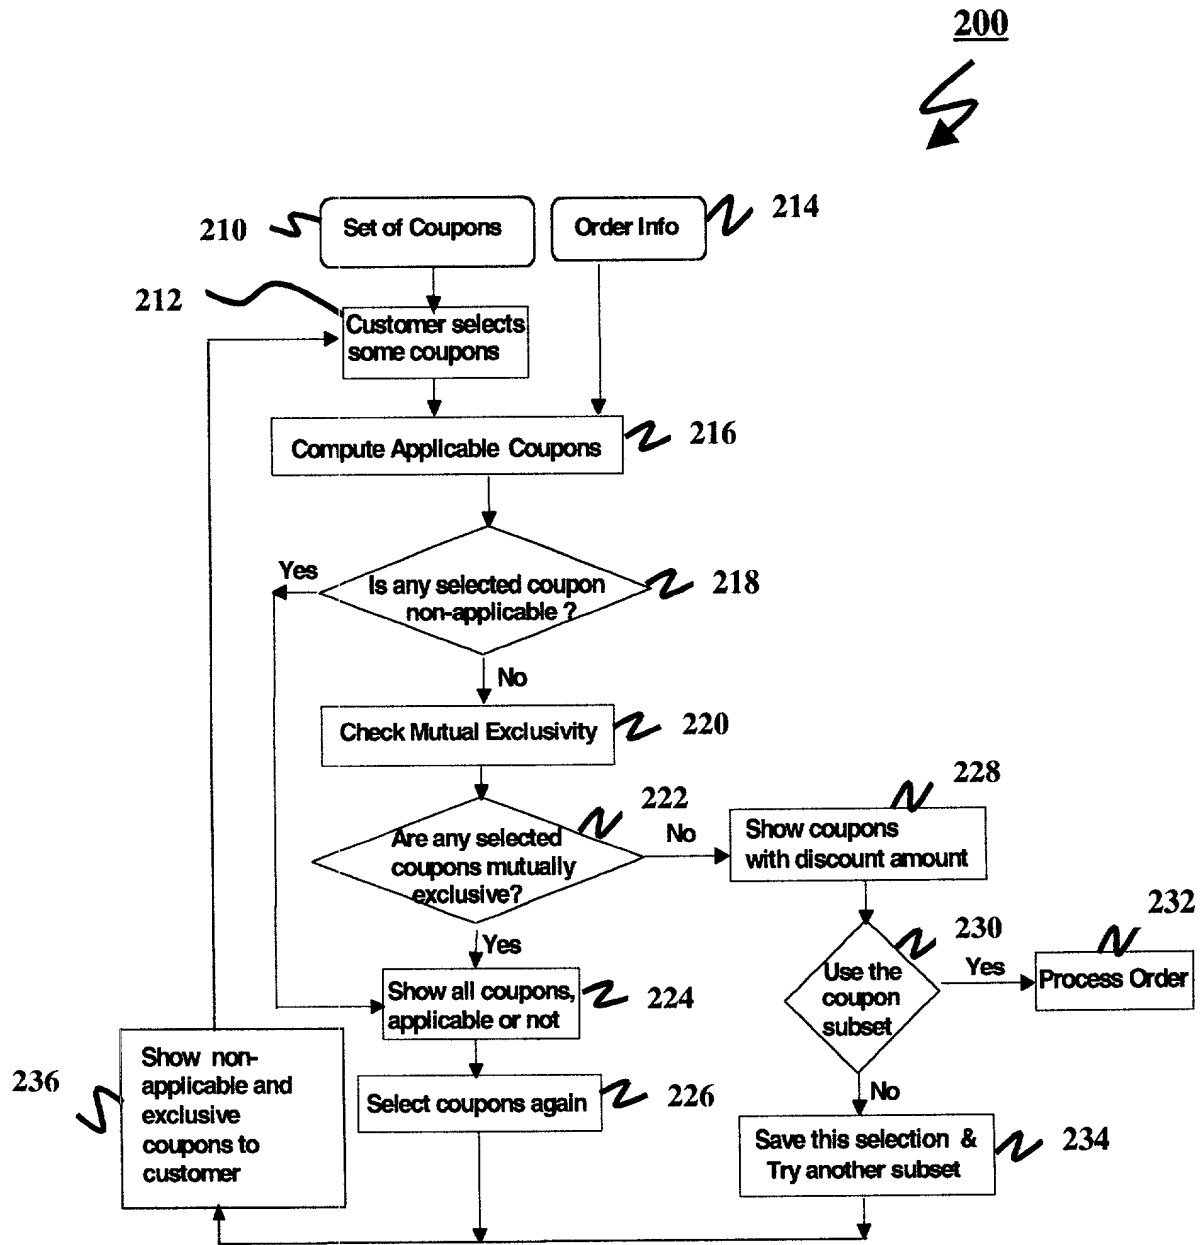 200
210
Set of Coupons
Order Info
214
212
Customer selects
some coupons
Compute Applicable Coupons
216
Yes
Is any selected coupon
non-applicable ?
218
No
Check Mutual Exclusivity
220
222
Are any selected
coupons mutually
exclusive?
No
228
Show coupons
with discount amount
230
Use the
coupon
subset
Yes
232
Process Order
Yes
Show all coupons,
applicable or not
224
236
Show non-
applicable and
exclusive
coupons to
customer
Select coupons again
226
No
Save this selection &
Try another subset
234